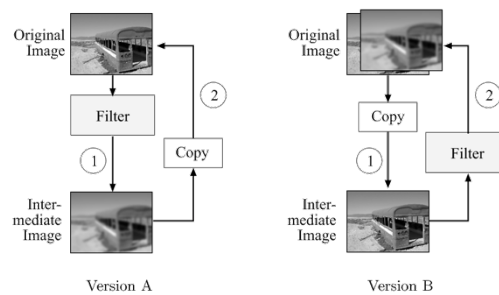 Original
Image
Filter
1
2
Copy
Inter-
mediate
Image
Version A
Original
Image
Copy
1
2
Filter
Inter-
mediate
Image
Version B